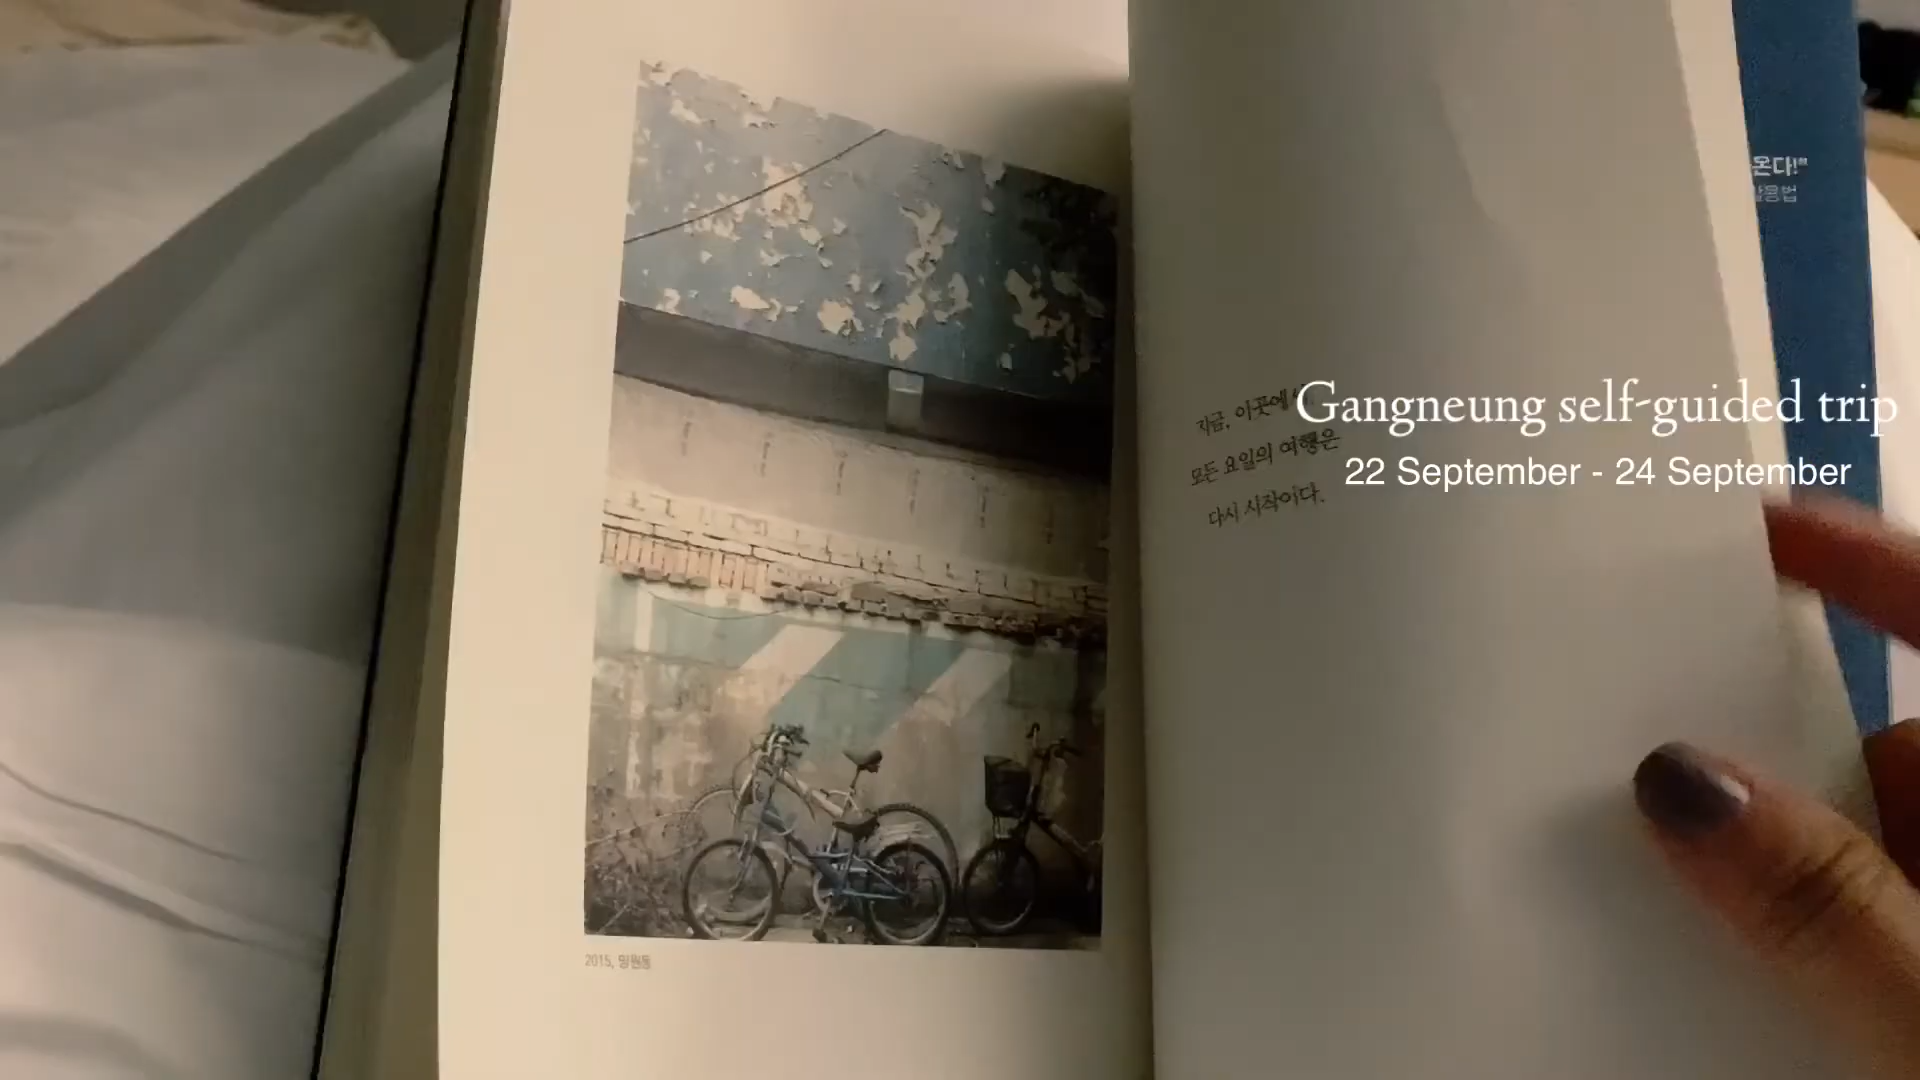 온다!"
Gangneung self-guided trip
22 September - 24 September
지금, 이곳에서,
모든 요일의 여행은
다시 시작이다.
2015, 망원동